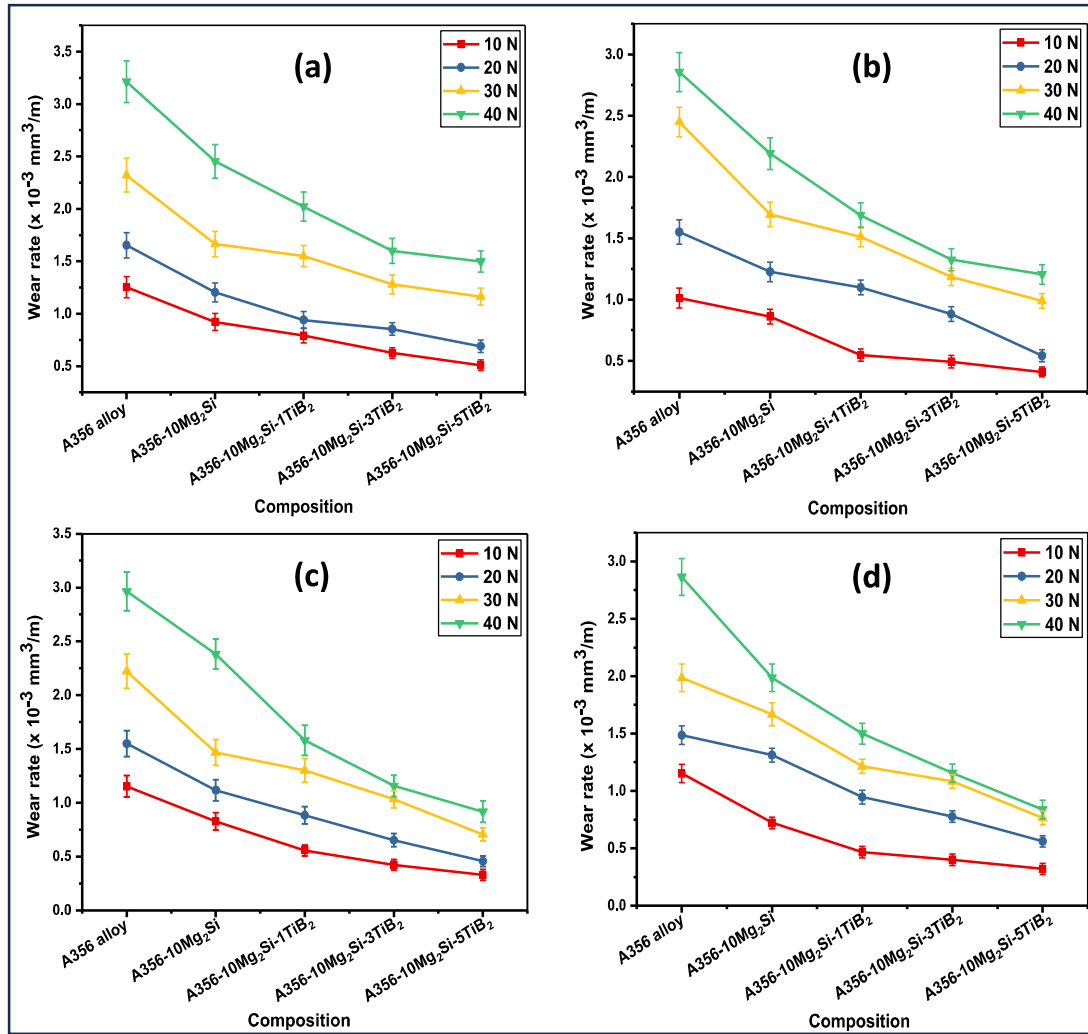 (a)
10 N
20 N
30 N
40 N
3.5
3.0
2.5
2.0
1.5
1.0
0.5
Wear rate (x 10⁻³ mm³/m)
A356 alloy
A356-10Mg₂Si
A356-10Mg₂Si-1TiB₂
A356-10Mg₂Si-3TiB₂
A356-10Mg₂Si-5TiB₂
Composition
(b)
10 N
20 N
30 N
40 N
3.0
2.5
2.0
1.5
1.0
0.5
Wear rate (x 10⁻³ mm³/m)
A356 alloy
A356-10Mg₂Si
A356-10Mg₂Si-1TiB₂
A356-10Mg₂Si-3TiB₂
A356-10Mg₂Si-5TiB₂
Composition
(c)
10 N
20 N
30 N
40 N
3.5
3.0
2.5
2.0
1.5
1.0
0.5
0.0
Wear rate (x 10⁻³ mm³/m)
A356 alloy
A356-10Mg₂Si
A356-10Mg₂Si-1TiB₂
A356-10Mg₂Si-3TiB₂
A356-10Mg₂Si-5TiB₂
Composition
(d)
10 N
20 N
30 N
40 N
3.0
2.5
2.0
1.5
1.0
0.5
0.0
Wear rate (x 10⁻³ mm³/m)
A356 alloy
A356-10Mg₂Si
A356-10Mg₂Si-1TiB₂
A356-10Mg₂Si-3TiB₂
A356-10Mg₂Si-5TiB₂
Composition